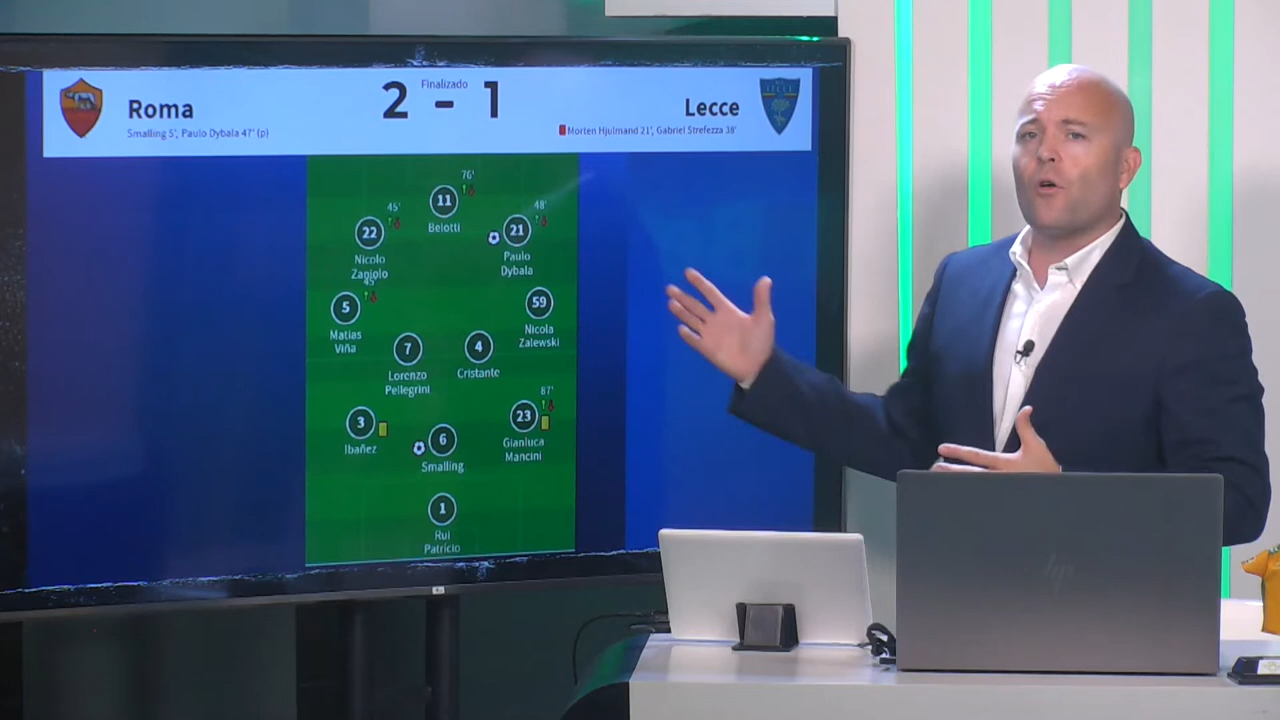 Finalizado
Roma 2 - 1 Lecce
Smalling 5', Paulo Dybala 47' (p)
Morten Hjulmand 21', Gabriel Strefezza 38'
LECCE
76'
11
Belotti
45'
22
Nicolo
Zaniolo
48'
21
Paulo
Dybala
45'
5
Matias
Viña
59
Nicola
Zalewski
7
Lorenzo
Pellegrini
4
Cristante
3
Ibañez
87'
23
Gianluca
Mancini
6
Smalling
1
Rui
Patrício
hp